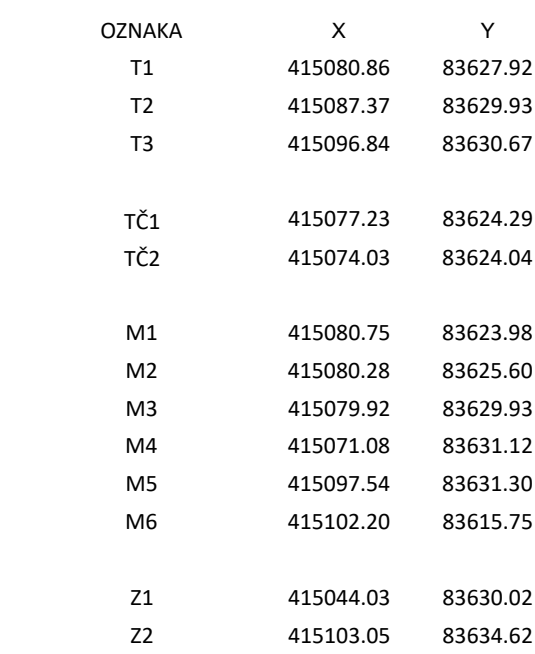 OZNAKA X Y
T1 415080.86 83627.92
T2 415087.37 83629.93
T3 415096.84 83630.67
TČ1 415077.23 83624.29
TČ2 415074.03 83624.04
M1 415080.75 83623.98
M2 415080.28 83625.60
M3 415079.92 83629.93
M4 415071.08 83631.12
M5 415097.54 83631.30
M6 415102.20 83615.75
Z1 415044.03 83630.02
Z2 415103.05 83634.62